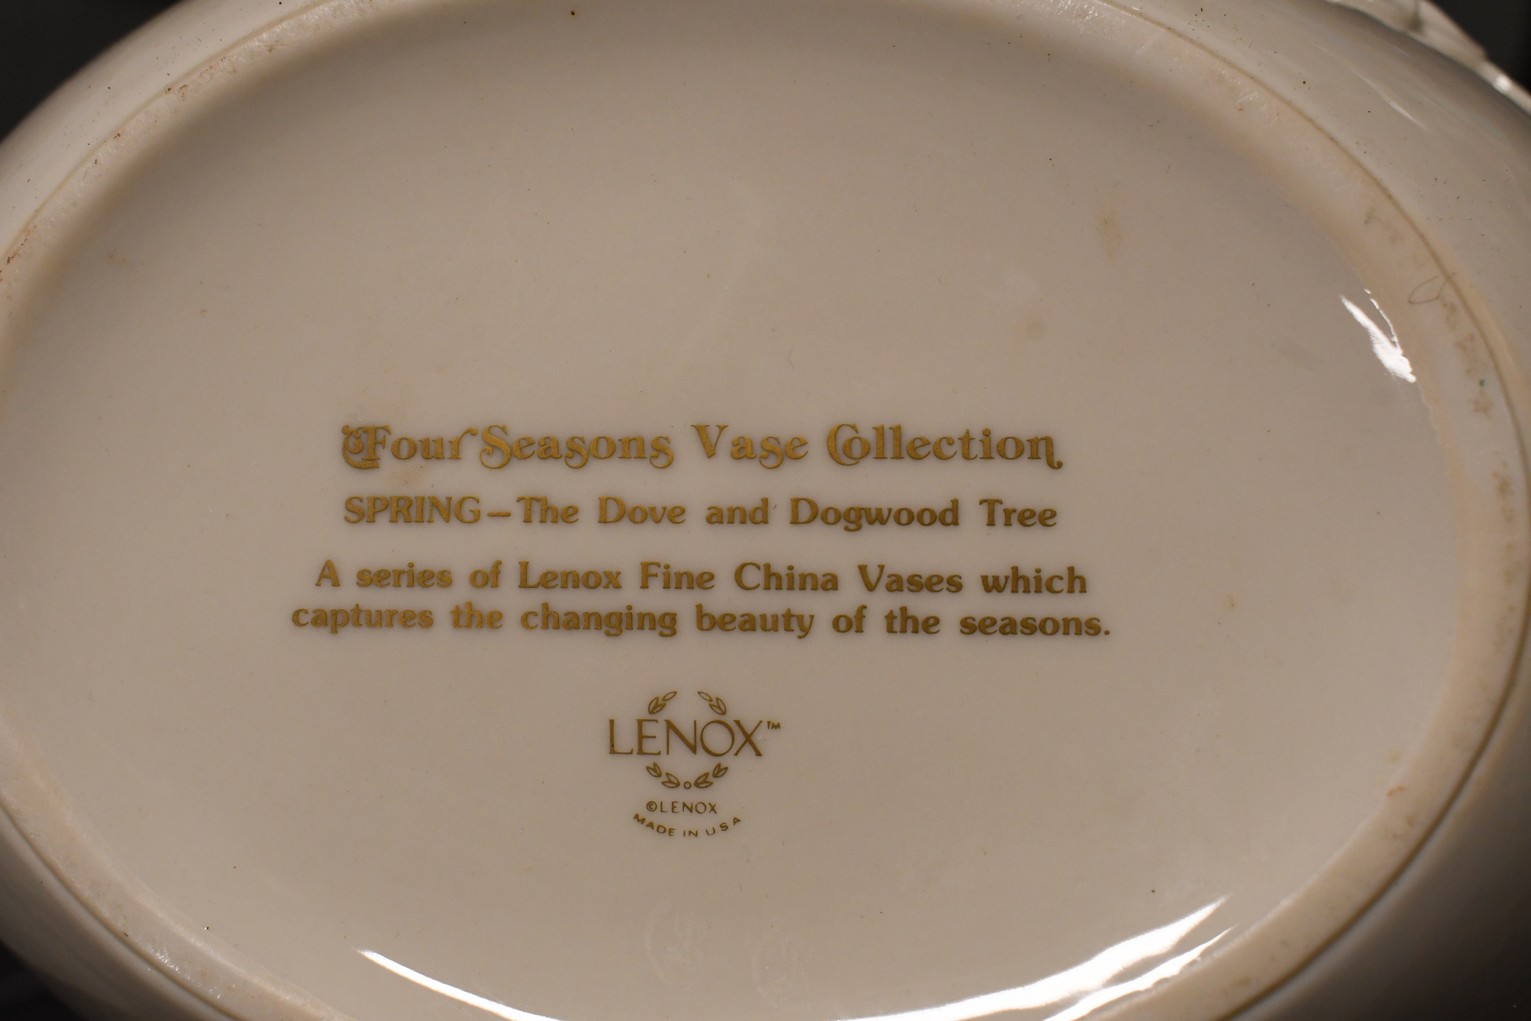 Four Seasons Vase Collection
SPRING—The Dove and Dogwood Tree
A series of Lenox Fine China Vases which
captures the changing beauty of the seasons.
LENOX™
©LENOX
MADE IN USA